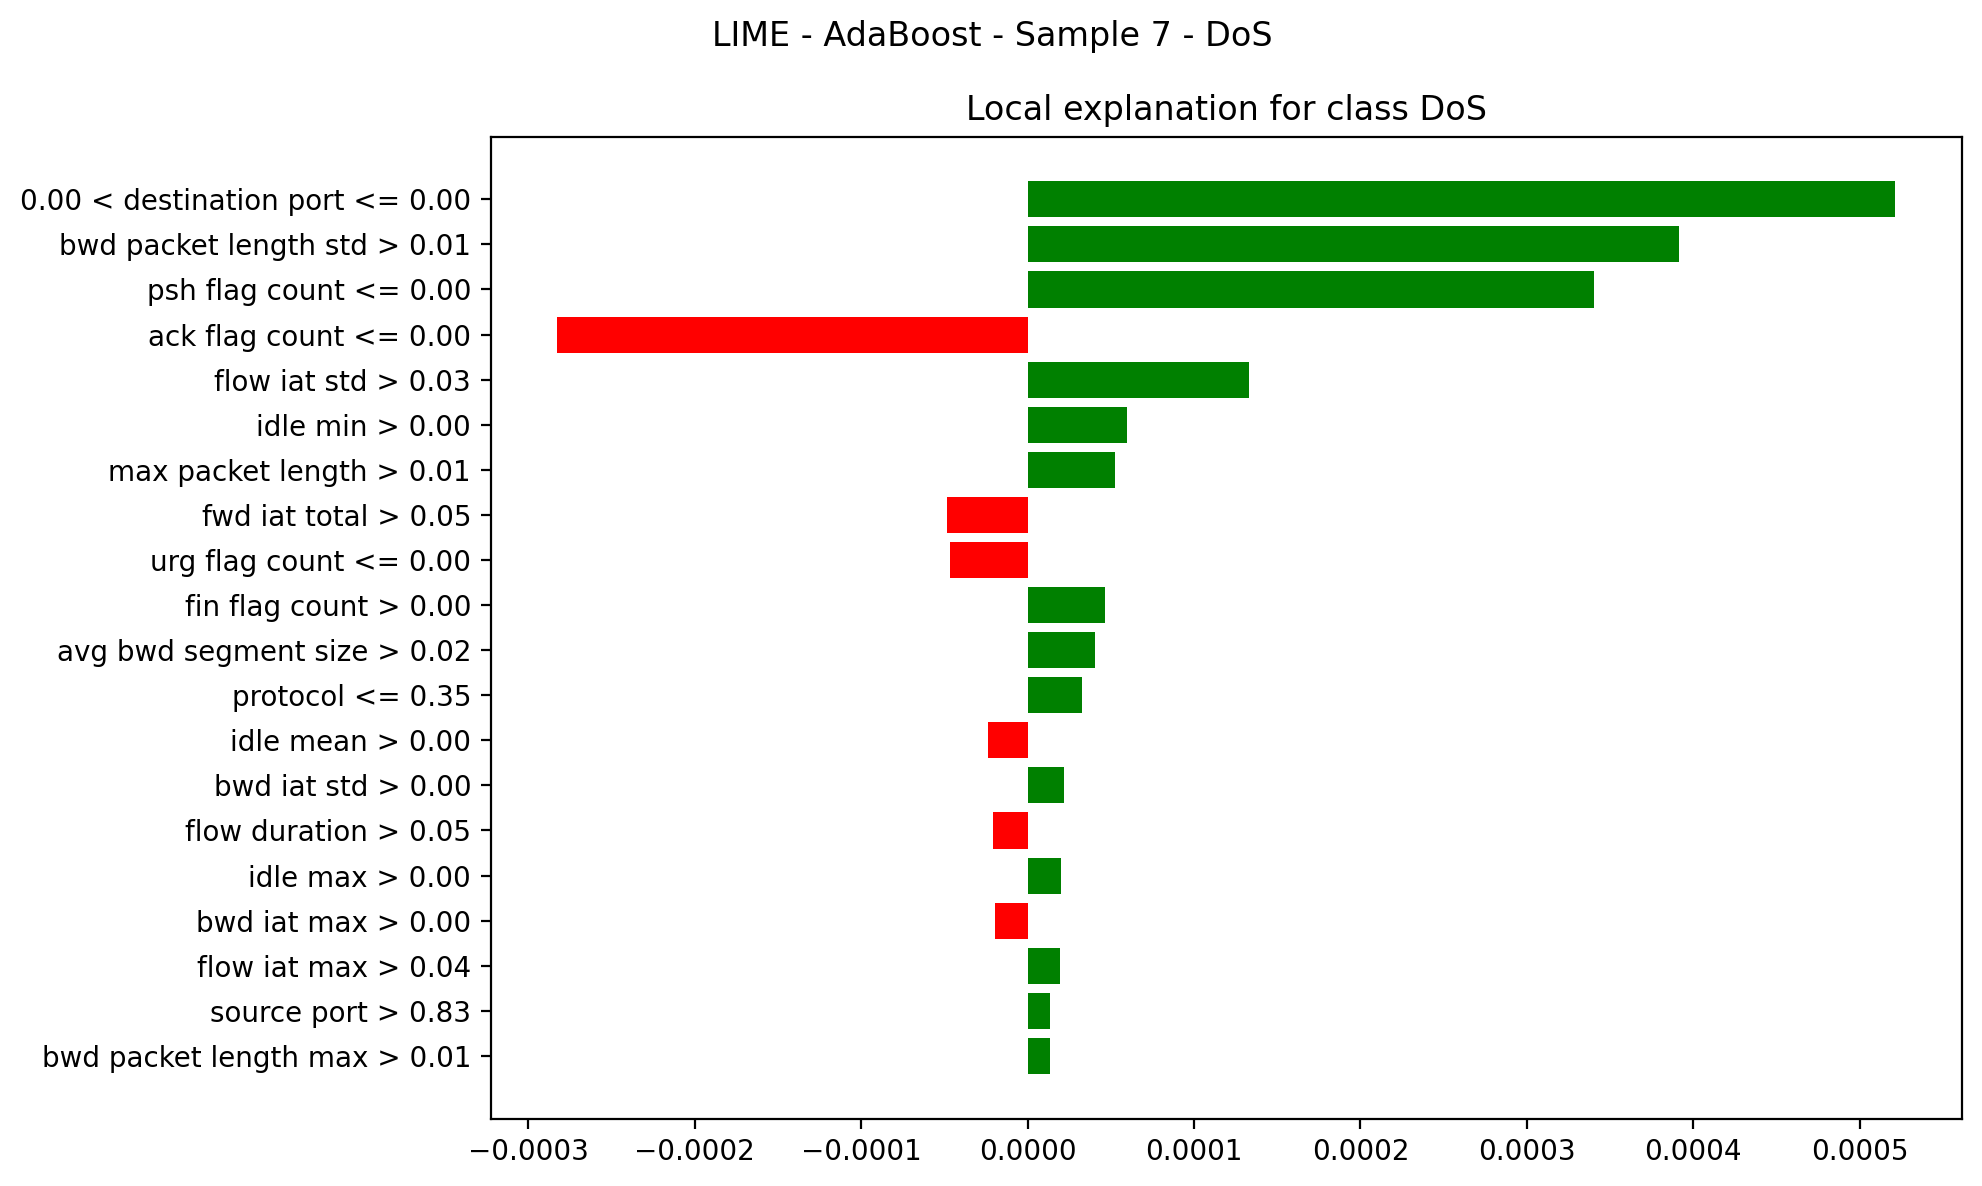 LIME - AdaBoost - Sample 7 - DoS
Local explanation for class DoS
0.00 < destination port <= 0.00
bwd packet length std > 0.01
psh flag count <= 0.00
ack flag count <= 0.00
flow iat std > 0.03
idle min > 0.00
max packet length > 0.01
fwd iat total > 0.05
urg flag count <= 0.00
fin flag count > 0.00
avg bwd segment size > 0.02
protocol <= 0.35
idle mean > 0.00
bwd iat std > 0.00
flow duration > 0.05
idle max > 0.00
bwd iat max > 0.00
flow iat max > 0.04
source port > 0.83
bwd packet length max > 0.01
−0.0003 −0.0002 −0.0001 0.0000 0.0001 0.0002 0.0003 0.0004 0.0005